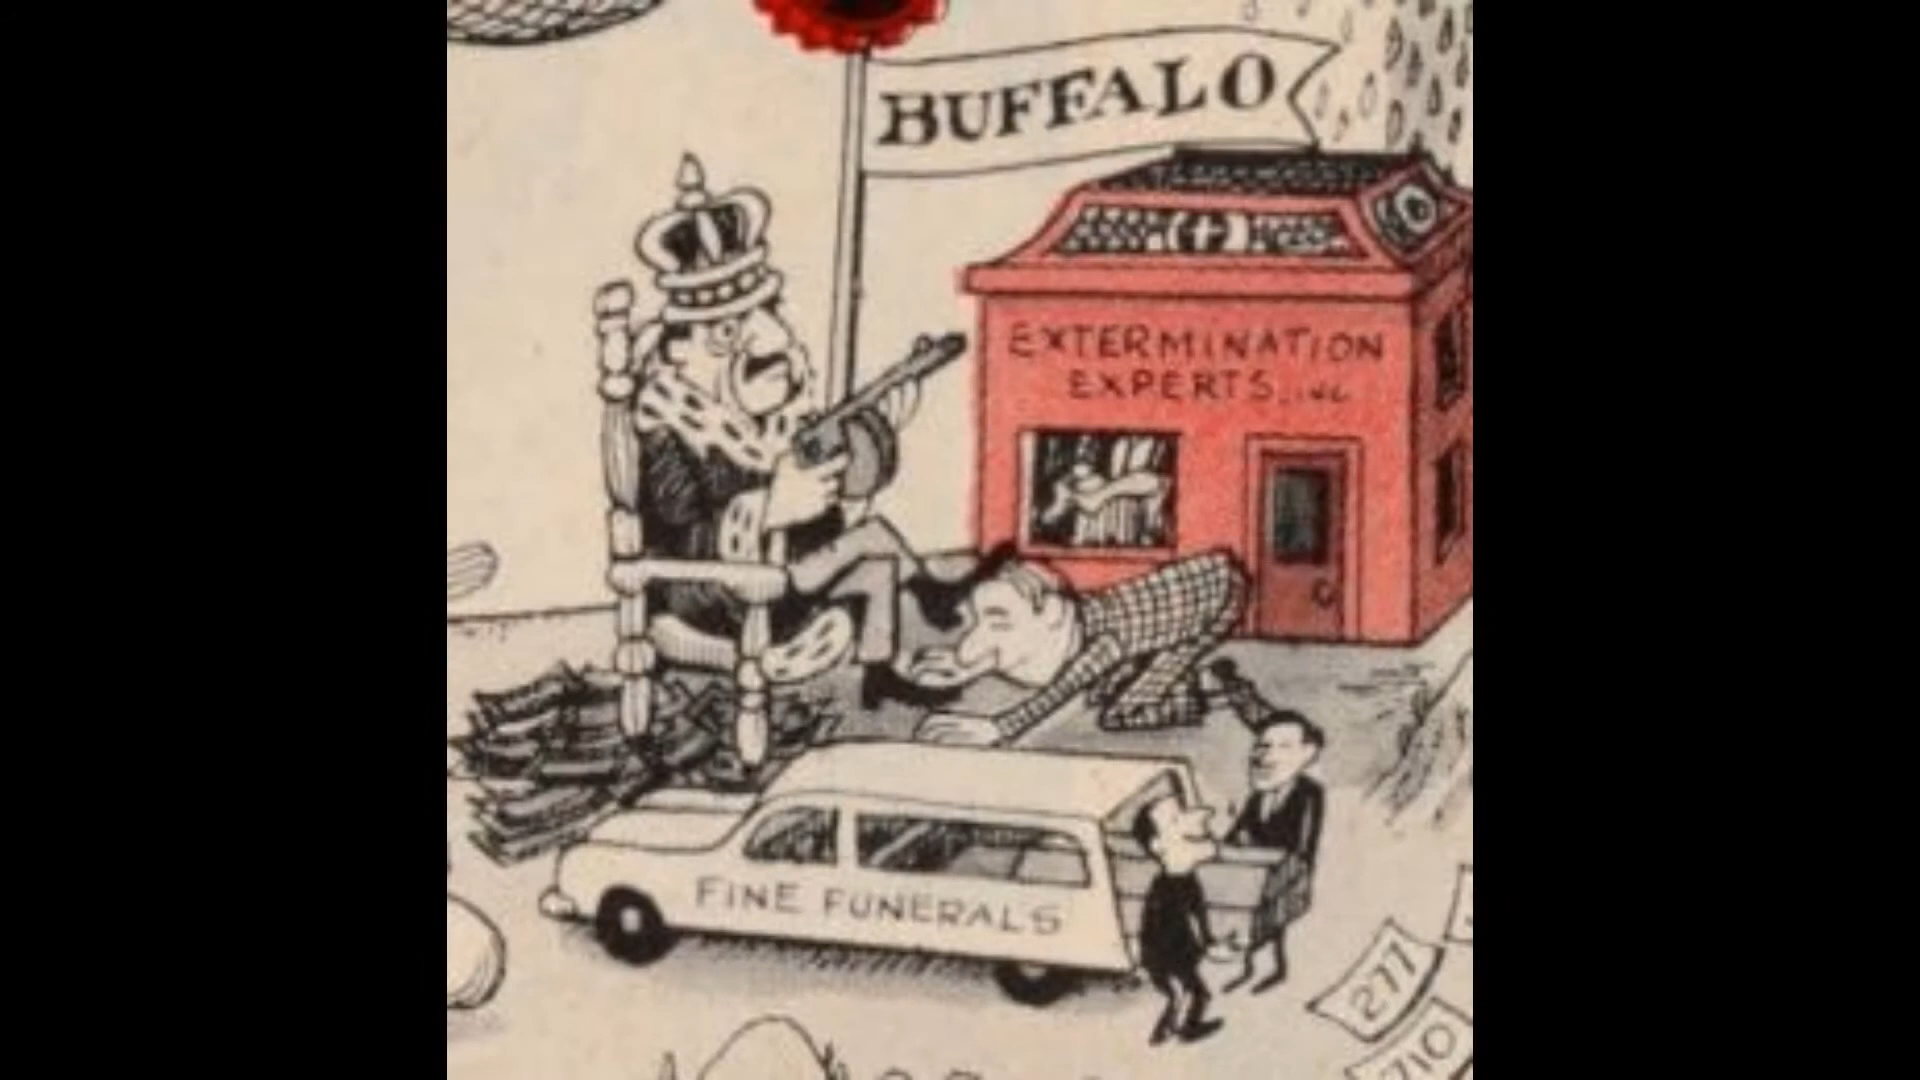 BUFFALO
EXTERMINATION
EXPERTS, INC
FINE FUNERALS
277
710